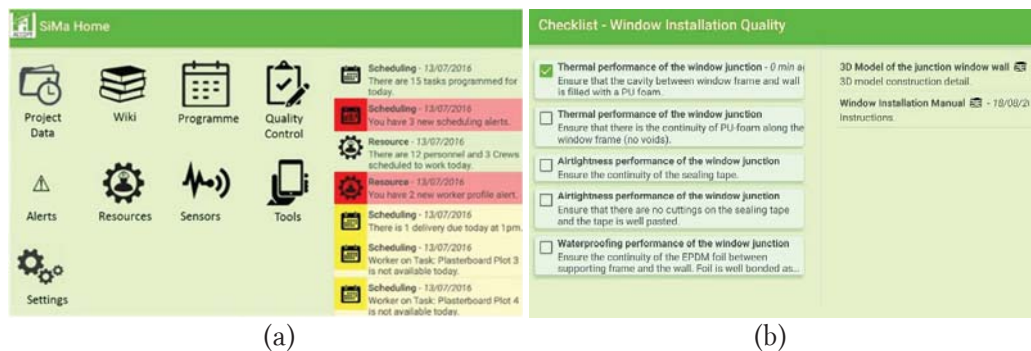 SiMa Home
Project
Data
Wiki
Programme
Quality
Control
Alerts
Resources
Sensors
Tools
Settings
Scheduling - 13/07/2016
There are 15 tasks programmed for
today.
Scheduling - 13/07/2016
You have 3 new scheduling alerts.
Resource - 13/07/2016
There are 12 personnel and 3 Crews
scheduled to work today.
Resource - 13/07/2016
You have 2 new worker profile alert.
Scheduling - 13/07/2016
There is 1 delivery due today at 1pm.
Scheduling - 13/07/2016
Worker on Task: Plasterboard Plot 3
is not available today.
Scheduling - 13/07/2016
Worker on Task: Plasterboard Plot 4
is not available today.
(a)
Checklist - Window Installation Quality
Thermal performance of the window junction - 0 min a
Ensure that the cavity between window frame and wall
is filled with a PU foam.
Thermal performance of the window junction
Ensure that there is the continuity of PU foam along the
window frame (no voids).
Airtightness performance of the window junction
Ensure the continuity of the sealing tape.
Airtightness performance of the window junction
Ensure that there are no cuttings on the sealing tape
and the tape is well pasted.
Waterproofing performance of the window junction
Ensure the continuity of the EPDM foil between
supporting frame and the wall. Foil is well bonded as...
3D Model of the junction window wall
3D model construction detail.
Window Installation Manual - 18/08/20
Instructions.
(b)